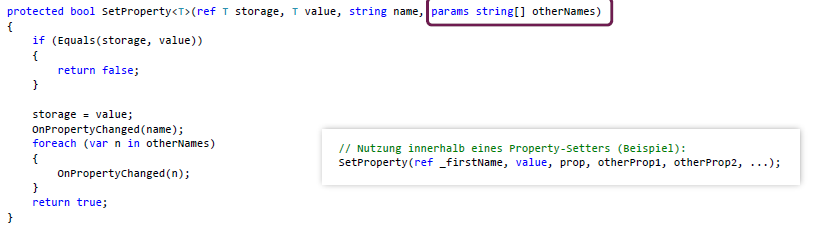 protected bool SetProperty<T>(ref T storage, T value, string name, params string[] otherNames)
{
    if (Equals(storage, value))
    {
        return false;
    }

    storage = value;
    OnPropertyChanged(name);
    foreach (var n in otherNames)
    {
        OnPropertyChanged(n);
    }
    return true;
}
// Nutzung innerhalb eines Property-Setters (Beispiel):
SetProperty(ref _firstName, value, prop, otherProp1, otherProp2, ...);